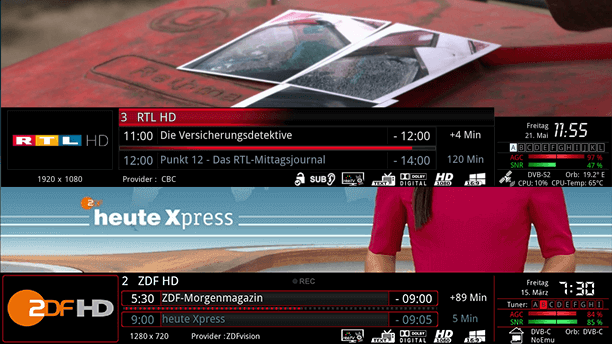 3 RTL HD
11:00 Die Versicherungsdetektive - 12:00 +4 Min
12:00 Punkt 12 - Das RTL-Mittagsjournal - 14:00 120 Min
RTL HD
1920 x 1080
Provider : CBC
SUB TEXT DOLBY DIGITAL HD 1080 16:9
Freitag
21. Mai
11:55
A B C D E F G H I J K L
AGC 97 %
SNR 47 %
DVB-S2 Orb: 19.2° E
CPU: 10% CPU-Temp: 65°C
2DF
heute Xpress
2 ZDF HD REC
5:30 ZDF-Morgenmagazin - 09:00 +89 Min
9:00 heute Xpress - 09:05 5 Min
2DF HD
1280 x 720
Provider :ZDFvision
TEXT DOLBY DIGITAL HD 720 16:9
Freitag
15. März
7:30
Tuner: A B C D E F G H I
AGC 84 %
SNR 85 %
DVB-C Orb: DVB-C
NoEmu